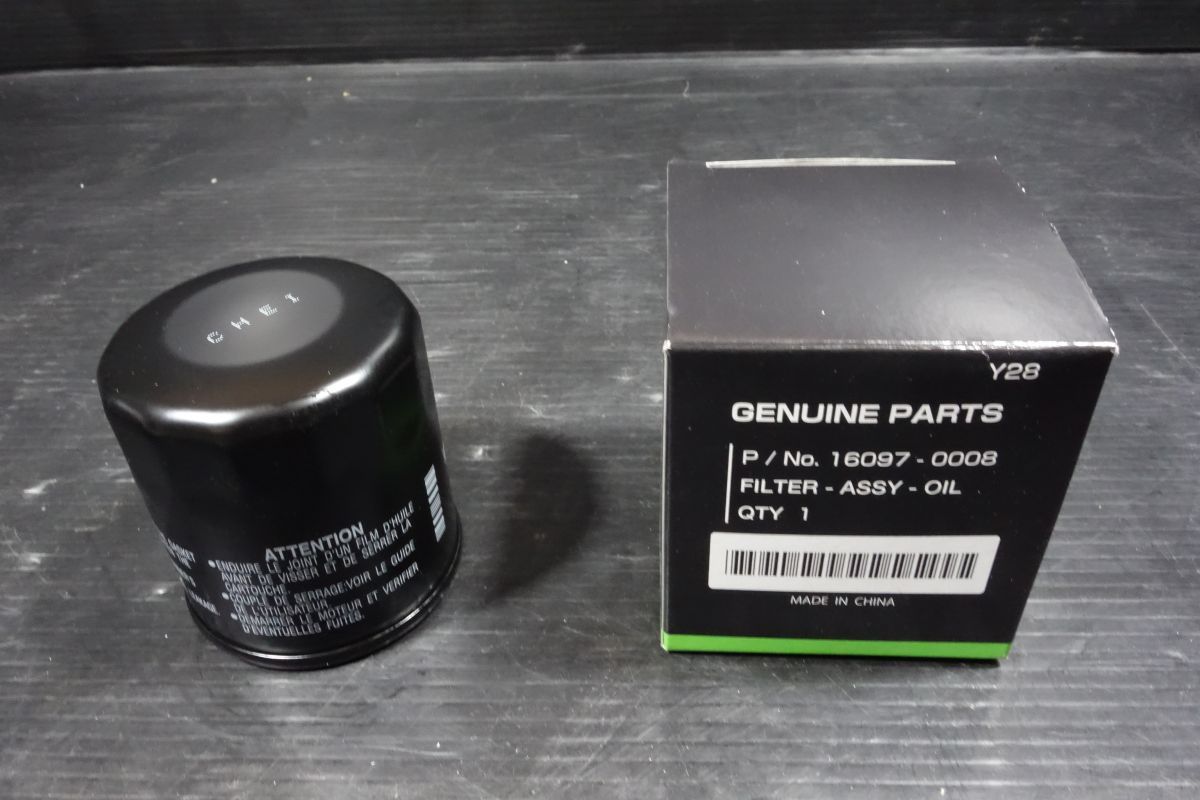 CHET
GASKET
ATTENTION
●ENDUIRE LE JOINT D'UN FILM D'HUILE
AVANT DE VISSER ET DE SERRER LA
CARTOUCHE.
●COUPLE DE SERRAGE:VOIR LE GUIDE
DE L'UTILISATEUR
●DEMARRER LE MOTEUR ET VERIFIER
D'EVENTUELLES FUITES.
Y28
GENUINE PARTS
P / No. 16097 - 0008
FILTER - ASSY - OIL
QTY 1
MADE IN CHINA